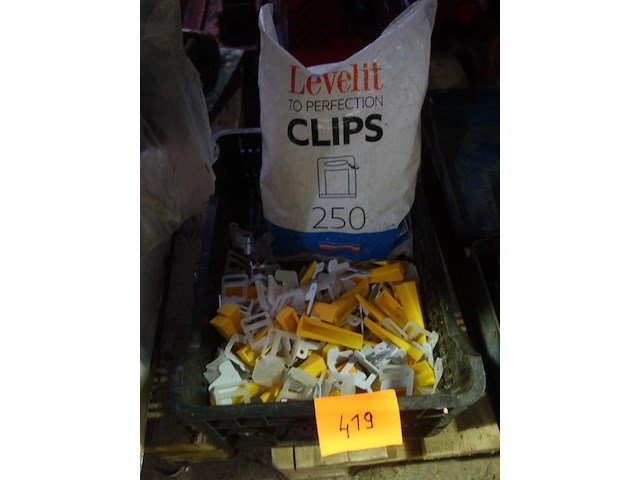 Levelit
TO PERFECTION
CLIPS
250
419